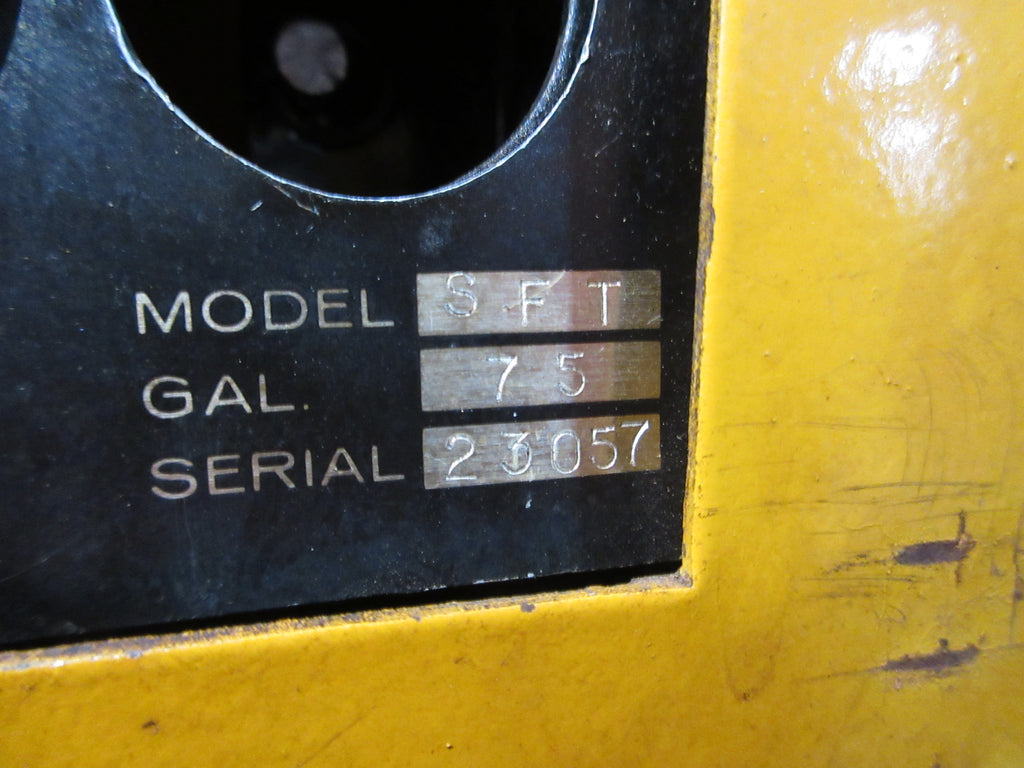 MODEL SFT
GAL. 75
SERIAL 23057